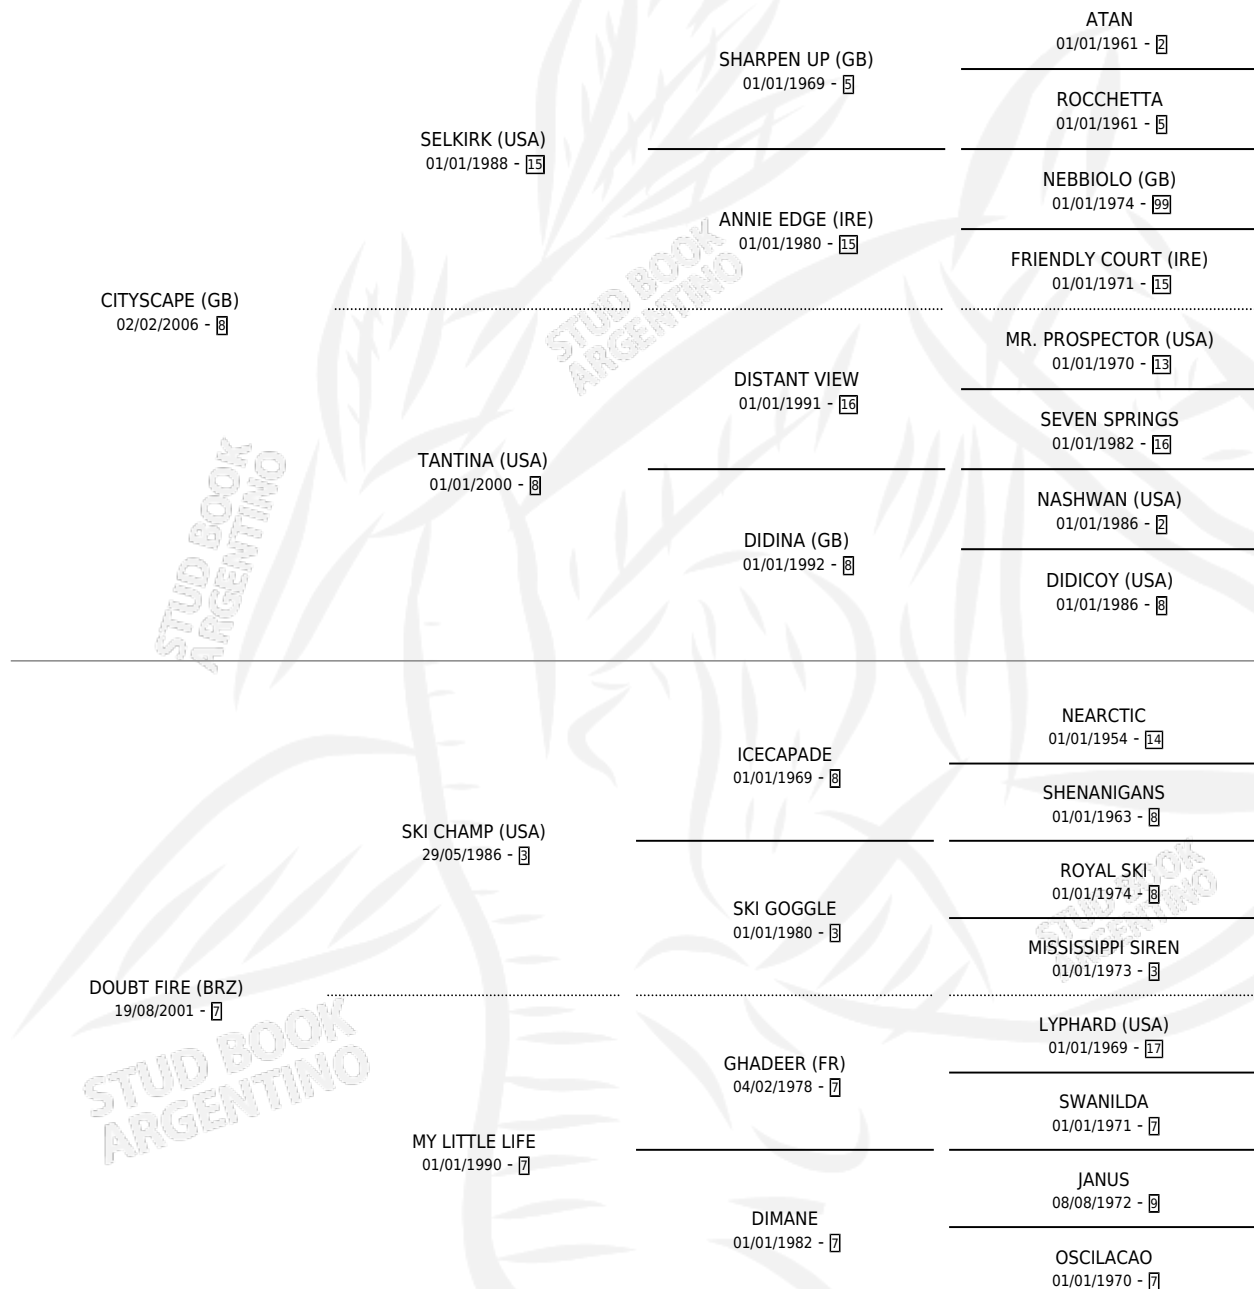 ATAN
01/01/1961 - 2
SHARPEN UP (GB)
01/01/1969 - 5
ROCCHETTA
01/01/1961 - 5
SELKIRK (USA)
01/01/1988 - 15
NEBBIOLO (GB)
01/01/1974 - 99
ANNIE EDGE (IRE)
01/01/1980 - 15
FRIENDLY COURT (IRE)
01/01/1971 - 15
CITYSCAPE (GB)
02/02/2006 - 8
STUD BOOK
ARGENTINO
MR. PROSPECTOR (USA)
01/01/1970 - 13
DISTANT VIEW
01/01/1991 - 16
SEVEN SPRINGS
01/01/1982 - 16
TANTINA (USA)
01/01/2000 - 8
NASHWAN (USA)
01/01/1986 - 2
DIDINA (GB)
01/01/1992 - 8
DIDICOY (USA)
01/01/1986 - 8
STUD BOOK
ARGENTINO
NEARCTIC
01/01/1954 - 14
ICECAPADE
01/01/1969 - 8
SHENANIGANS
01/01/1963 - 8
SKI CHAMP (USA)
29/05/1986 - 3
ROYAL SKI
01/01/1974 - 8
SKI GOGGLE
01/01/1980 - 3
STUD BOOK
ARGENTINO
MISSISSIPPI SIREN
01/01/1973 - 3
DOUBT FIRE (BRZ)
19/08/2001 - 7
LYPHARD (USA)
01/01/1969 - 17
GHADEER (FR)
04/02/1978 - 7
SWANILDA
01/01/1971 - 7
STUD BOOK
ARGENTINO
MY LITTLE LIFE
01/01/1990 - 7
JANUS
08/08/1972 - 9
DIMANE
01/01/1982 - 7
OSCILACAO
01/01/1970 - 7